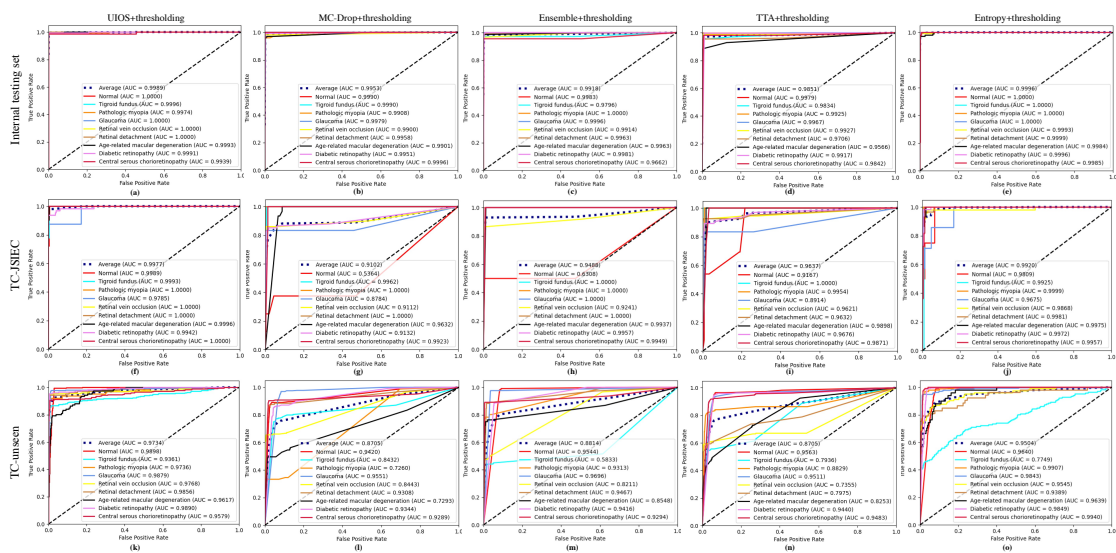 UIOS+thresholding
MC-Drop+thresholding
Ensemble+thresholding
TTA+thresholding
Entropy+thresholding
Internal testing set
True Positive Rate
Average (AUC = 0.9989)
Normal (AUC = 1.0000)
Tigroid fundus (AUC = 0.9996)
Pathologic myopia (AUC = 0.9974)
Glaucoma (AUC = 1.0000)
Retinal vein occlusion (AUC = 1.0000)
Retinal detachment (AUC = 1.0000)
Age-related macular degeneration (AUC = 0.9993)
Diabetic retinopathy (AUC = 0.9991)
Central serous chorioretinopathy (AUC = 0.9939)
False Positive Rate
(a)
True Positive Rate
Average (AUC = 0.9953)
Normal (AUC = 0.9990)
Tigroid fundus (AUC = 0.9990)
Pathologic myopia (AUC = 0.9908)
Glaucoma (AUC = 0.9979)
Retinal vein occlusion (AUC = 0.9900)
Retinal detachment (AUC = 0.9958)
Age-related macular degeneration (AUC = 0.9901)
Diabetic retinopathy (AUC = 0.9951)
Central serous chorioretinopathy (AUC = 0.9996)
False Positive Rate
(b)
True Positive Rate
Average (AUC = 0.9918)
Normal (AUC = 0.9983)
Tigroid fundus (AUC = 0.9796)
Pathologic myopia (AUC = 0.9996)
Glaucoma (AUC = 0.9996)
Retinal vein occlusion (AUC = 0.9914)
Retinal detachment (AUC = 0.9963)
Age-related macular degeneration (AUC = 0.9963)
Diabetic retinopathy (AUC = 0.9981)
Central serous chorioretinopathy (AUC = 0.9662)
False Positive Rate
(c)
True Positive Rate
Average (AUC = 0.9851)
Normal (AUC = 0.9979)
Tigroid fundus (AUC = 0.9834)
Pathologic myopia (AUC = 0.9925)
Glaucoma (AUC = 0.9967)
Retinal vein occlusion (AUC = 0.9927)
Retinal detachment (AUC = 0.9706)
Age-related macular degeneration (AUC = 0.9566)
Diabetic retinopathy (AUC = 0.9917)
Central serous chorioretinopathy (AUC = 0.9842)
False Positive Rate
(d)
True Positive Rate
Average (AUC = 0.9996)
Normal (AUC = 1.0000)
Tigroid fundus (AUC = 1.0000)
Pathologic myopia (AUC = 1.0000)
Glaucoma (AUC = 1.0000)
Retinal vein occlusion (AUC = 0.9993)
Retinal detachment (AUC = 0.9999)
Age-related macular degeneration (AUC = 0.9984)
Diabetic retinopathy (AUC = 0.9996)
Central serous chorioretinopathy (AUC = 0.9985)
False Positive Rate
(e)
TC-JSIEC
Average (AUC = 0.9977)
Normal (AUC = 0.9989)
Tigroid fundus (AUC = 0.9993)
Pathologic myopia (AUC = 1.0000)
Glaucoma (AUC = 0.9785)
Retinal vein occlusion (AUC = 1.0000)
Retinal detachment (AUC = 1.0000)
Age-related macular degeneration (AUC = 0.9996)
Diabetic retinopathy (AUC = 0.9942)
Central serous chorioretinopathy (AUC = 1.0000)
(f)
Average (AUC = 0.9102)
Normal (AUC = 0.5364)
Tigroid fundus (AUC = 0.9962)
Pathologic myopia (AUC = 1.0000)
Glaucoma (AUC = 0.8784)
Retinal vein occlusion (AUC = 0.9112)
Retinal detachment (AUC = 1.0000)
Age-related macular degeneration (AUC = 0.9632)
Diabetic retinopathy (AUC = 0.9132)
Central serous chorioretinopathy (AUC = 0.9923)
(g)
Average (AUC = 0.9488)
Normal (AUC = 0.6308)
Tigroid fundus (AUC = 1.0000)
Pathologic myopia (AUC = 1.0000)
Glaucoma (AUC = 1.0000)
Retinal vein occlusion (AUC = 0.9241)
Retinal detachment (AUC = 1.0000)
Age-related macular degeneration (AUC = 0.9937)
Diabetic retinopathy (AUC = 0.9957)
Central serous chorioretinopathy (AUC = 0.9949)
(h)
Average (AUC = 0.9637)
Normal (AUC = 0.9187)
Tigroid fundus (AUC = 1.0000)
Pathologic myopia (AUC = 0.9954)
Glaucoma (AUC = 0.8914)
Retinal vein occlusion (AUC = 0.9621)
Retinal detachment (AUC = 0.9632)
Age-related macular degeneration (AUC = 0.9898)
Diabetic retinopathy (AUC = 0.9676)
Central serous chorioretinopathy (AUC = 0.9871)
(i)
Average (AUC = 0.9920)
Normal (AUC = 0.9809)
Tigroid fundus (AUC = 0.9925)
Pathologic myopia (AUC = 0.9999)
Glaucoma (AUC = 0.9675)
Retinal vein occlusion (AUC = 0.9868)
Retinal detachment (AUC = 0.9981)
Age-related macular degeneration (AUC = 0.9975)
Diabetic retinopathy (AUC = 0.9972)
Central serous chorioretinopathy (AUC = 0.9957)
(j)
TC-unseen
Average (AUC = 0.9734)
Normal (AUC = 0.9898)
Tigroid fundus (AUC = 0.9361)
Pathologic myopia (AUC = 0.9736)
Glaucoma (AUC = 0.9879)
Retinal vein occlusion (AUC = 0.9768)
Retinal detachment (AUC = 0.9856)
Age-related macular degeneration (AUC = 0.9617)
Diabetic retinopathy (AUC = 0.9890)
Central serous chorioretinopathy (AUC = 0.9579)
(k)
Average (AUC = 0.8705)
Normal (AUC = 0.9420)
Tigroid fundus (AUC = 0.8432)
Pathologic myopia (AUC = 0.7260)
Glaucoma (AUC = 0.9551)
Retinal vein occlusion (AUC = 0.8443)
Retinal detachment (AUC = 0.9308)
Age-related macular degeneration (AUC = 0.7293)
Diabetic retinopathy (AUC = 0.9344)
Central serous chorioretinopathy (AUC = 0.9289)
(l)
Average (AUC = 0.8814)
Normal (AUC = 0.9544)
Tigroid fundus (AUC = 0.5833)
Pathologic myopia (AUC = 0.9313)
Glaucoma (AUC = 0.9696)
Retinal vein occlusion (AUC = 0.8211)
Retinal detachment (AUC = 0.9467)
Age-related macular degeneration (AUC = 0.8548)
Diabetic retinopathy (AUC = 0.9416)
Central serous chorioretinopathy (AUC = 0.9294)
(m)
Average (AUC = 0.8705)
Normal (AUC = 0.9563)
Tigroid fundus (AUC = 0.7936)
Pathologic myopia (AUC = 0.8829)
Glaucoma (AUC = 0.9511)
Retinal vein occlusion (AUC = 0.7355)
Retinal detachment (AUC = 0.7975)
Age-related macular degeneration (AUC = 0.8253)
Diabetic retinopathy (AUC = 0.9440)
Central serous chorioretinopathy (AUC = 0.9483)
(n)
Average (AUC = 0.9504)
Normal (AUC = 0.9640)
Tigroid fundus (AUC = 0.7749)
Pathologic myopia (AUC = 0.9907)
Glaucoma (AUC = 0.9843)
Retinal vein occlusion (AUC = 0.9545)
Retinal detachment (AUC = 0.9389)
Age-related macular degeneration (AUC = 0.9639)
Diabetic retinopathy (AUC = 0.9849)
Central serous chorioretinopathy (AUC = 0.9940)
(o)